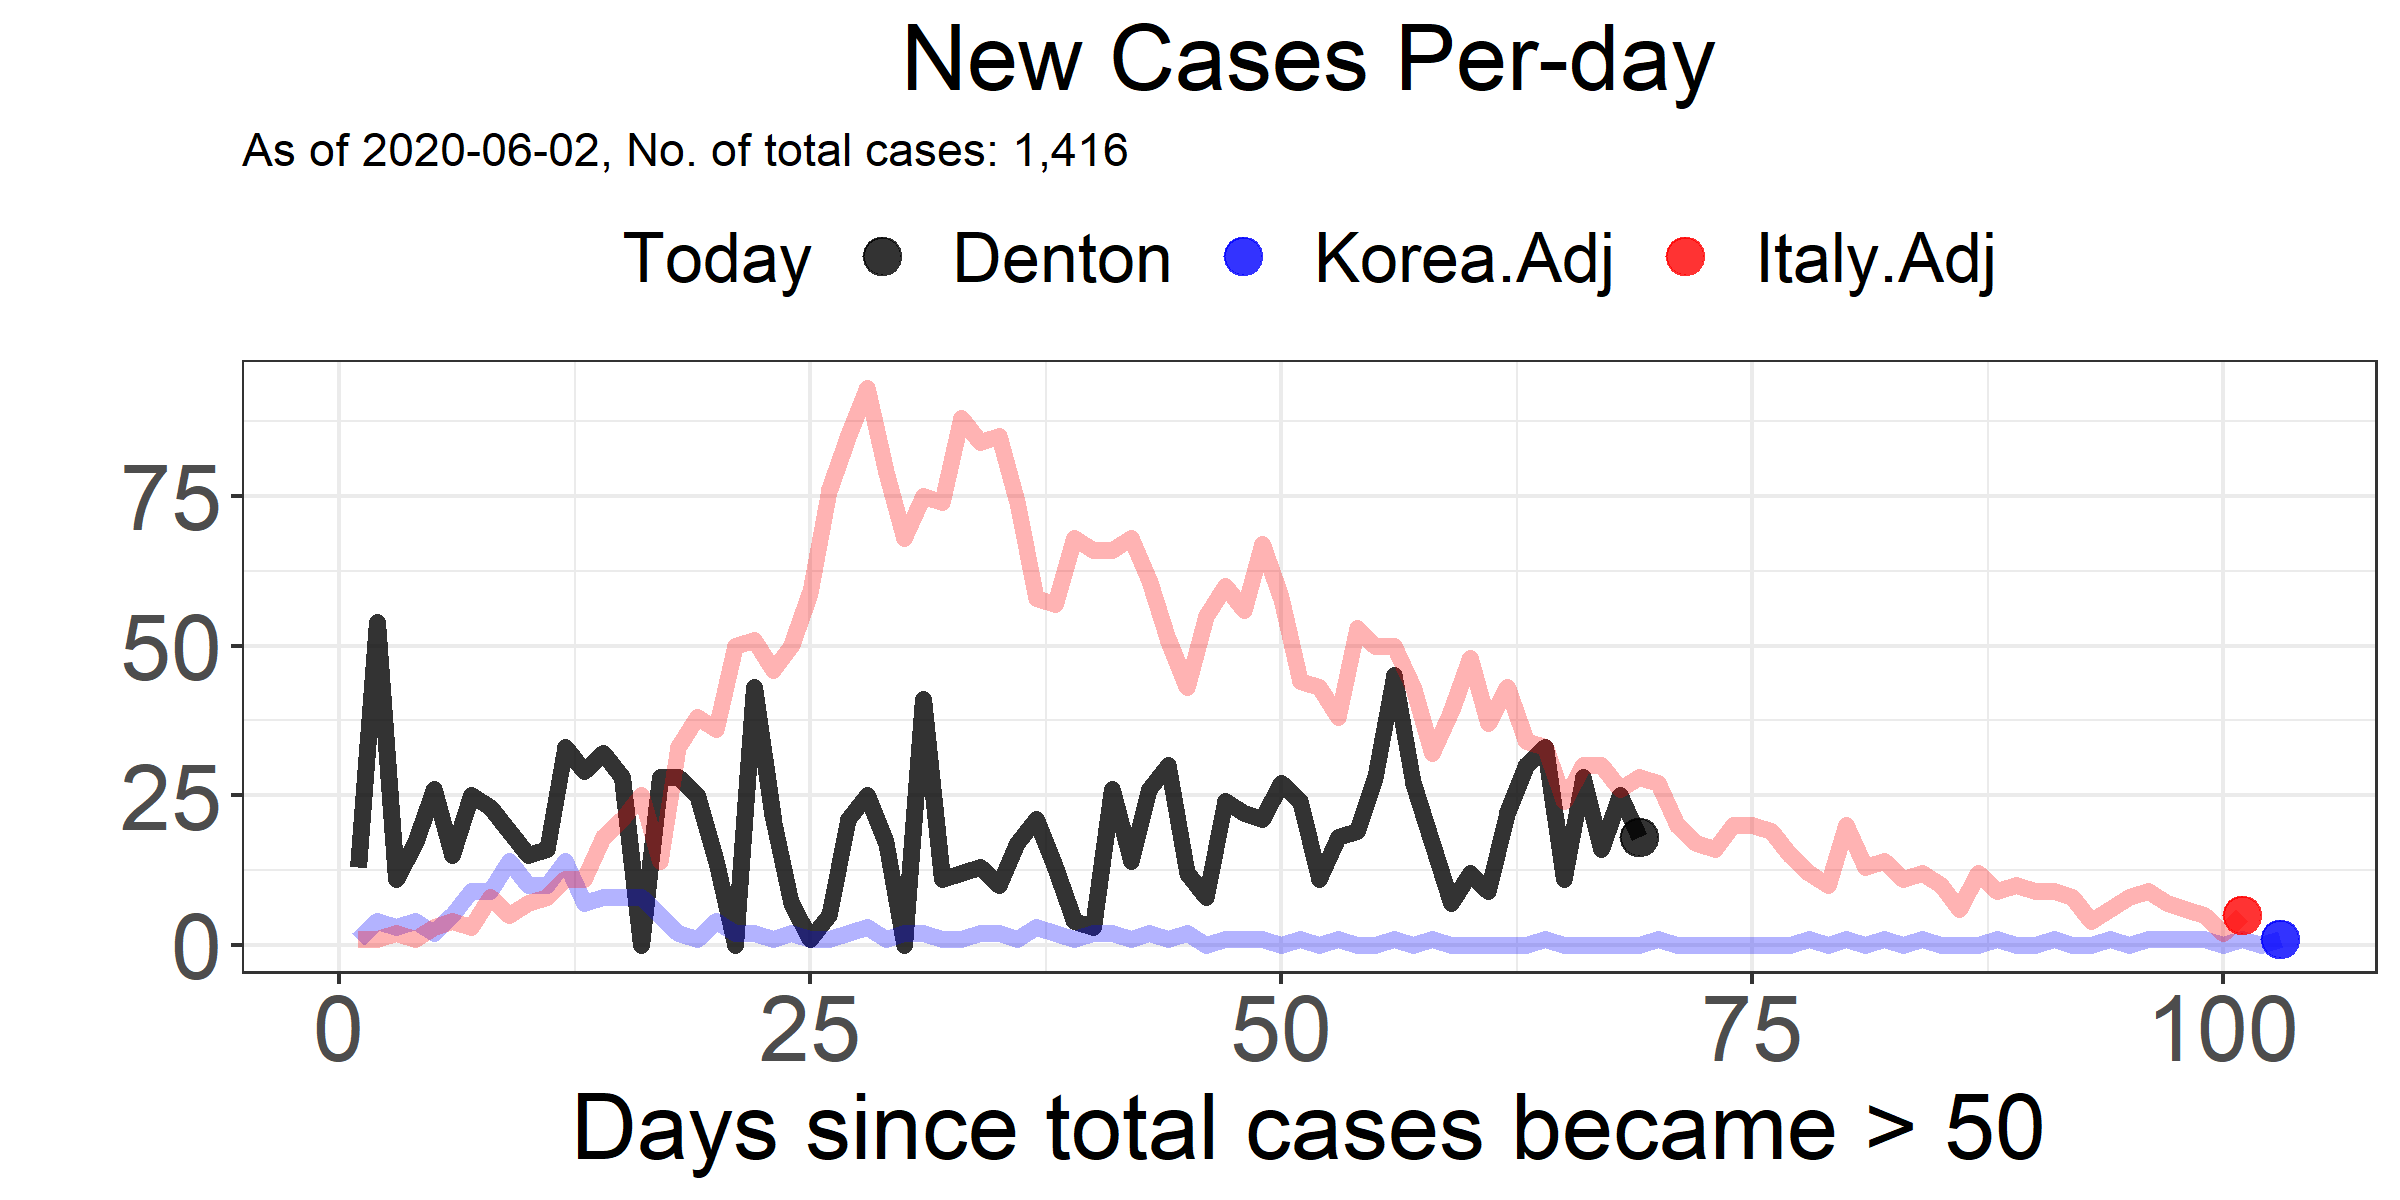 New Cases Per-day
As of 2020-06-02, No. of total cases: 1,416
Today Denton Korea.Adj Italy.Adj
75
50
25
0
0 25 50 75 100
Days since total cases became > 50